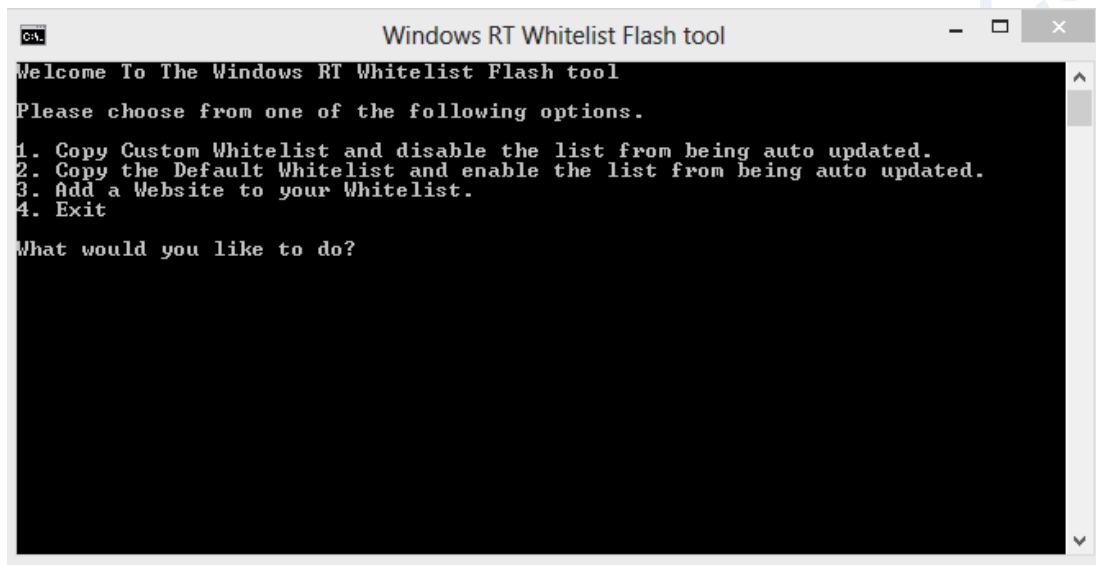 Windows RT Whitelist Flash tool
Welcome To The Windows RT Whitelist Flash tool
Please choose from one of the following options.
1. Copy Custom Whitelist and disable the list from being auto updated.
2. Copy the Default Whitelist and enable the list from being auto updated.
3. Add a Website to your Whitelist.
4. Exit
What would you like to do?